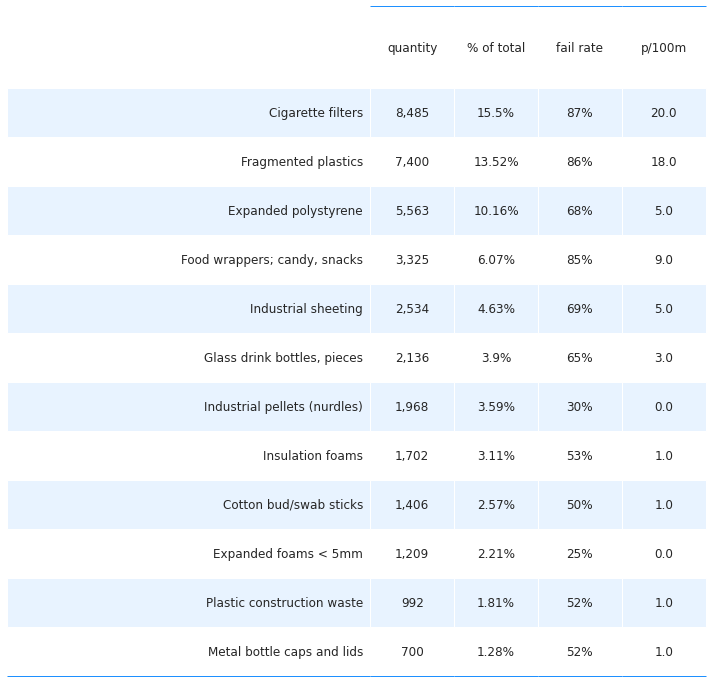 quantity % of total fail rate p/100m
Cigarette filters 8,485 15.5% 87% 20.0
Fragmented plastics 7,400 13.52% 86% 18.0
Expanded polystyrene 5,563 10.16% 68% 5.0
Food wrappers; candy, snacks 3,325 6.07% 85% 9.0
Industrial sheeting 2,534 4.63% 69% 5.0
Glass drink bottles, pieces 2,136 3.9% 65% 3.0
Industrial pellets (nurdles) 1,968 3.59% 30% 0.0
Insulation foams 1,702 3.11% 53% 1.0
Cotton bud/swab sticks 1,406 2.57% 50% 1.0
Expanded foams < 5mm 1,209 2.21% 25% 0.0
Plastic construction waste 992 1.81% 52% 1.0
Metal bottle caps and lids 700 1.28% 52% 1.0